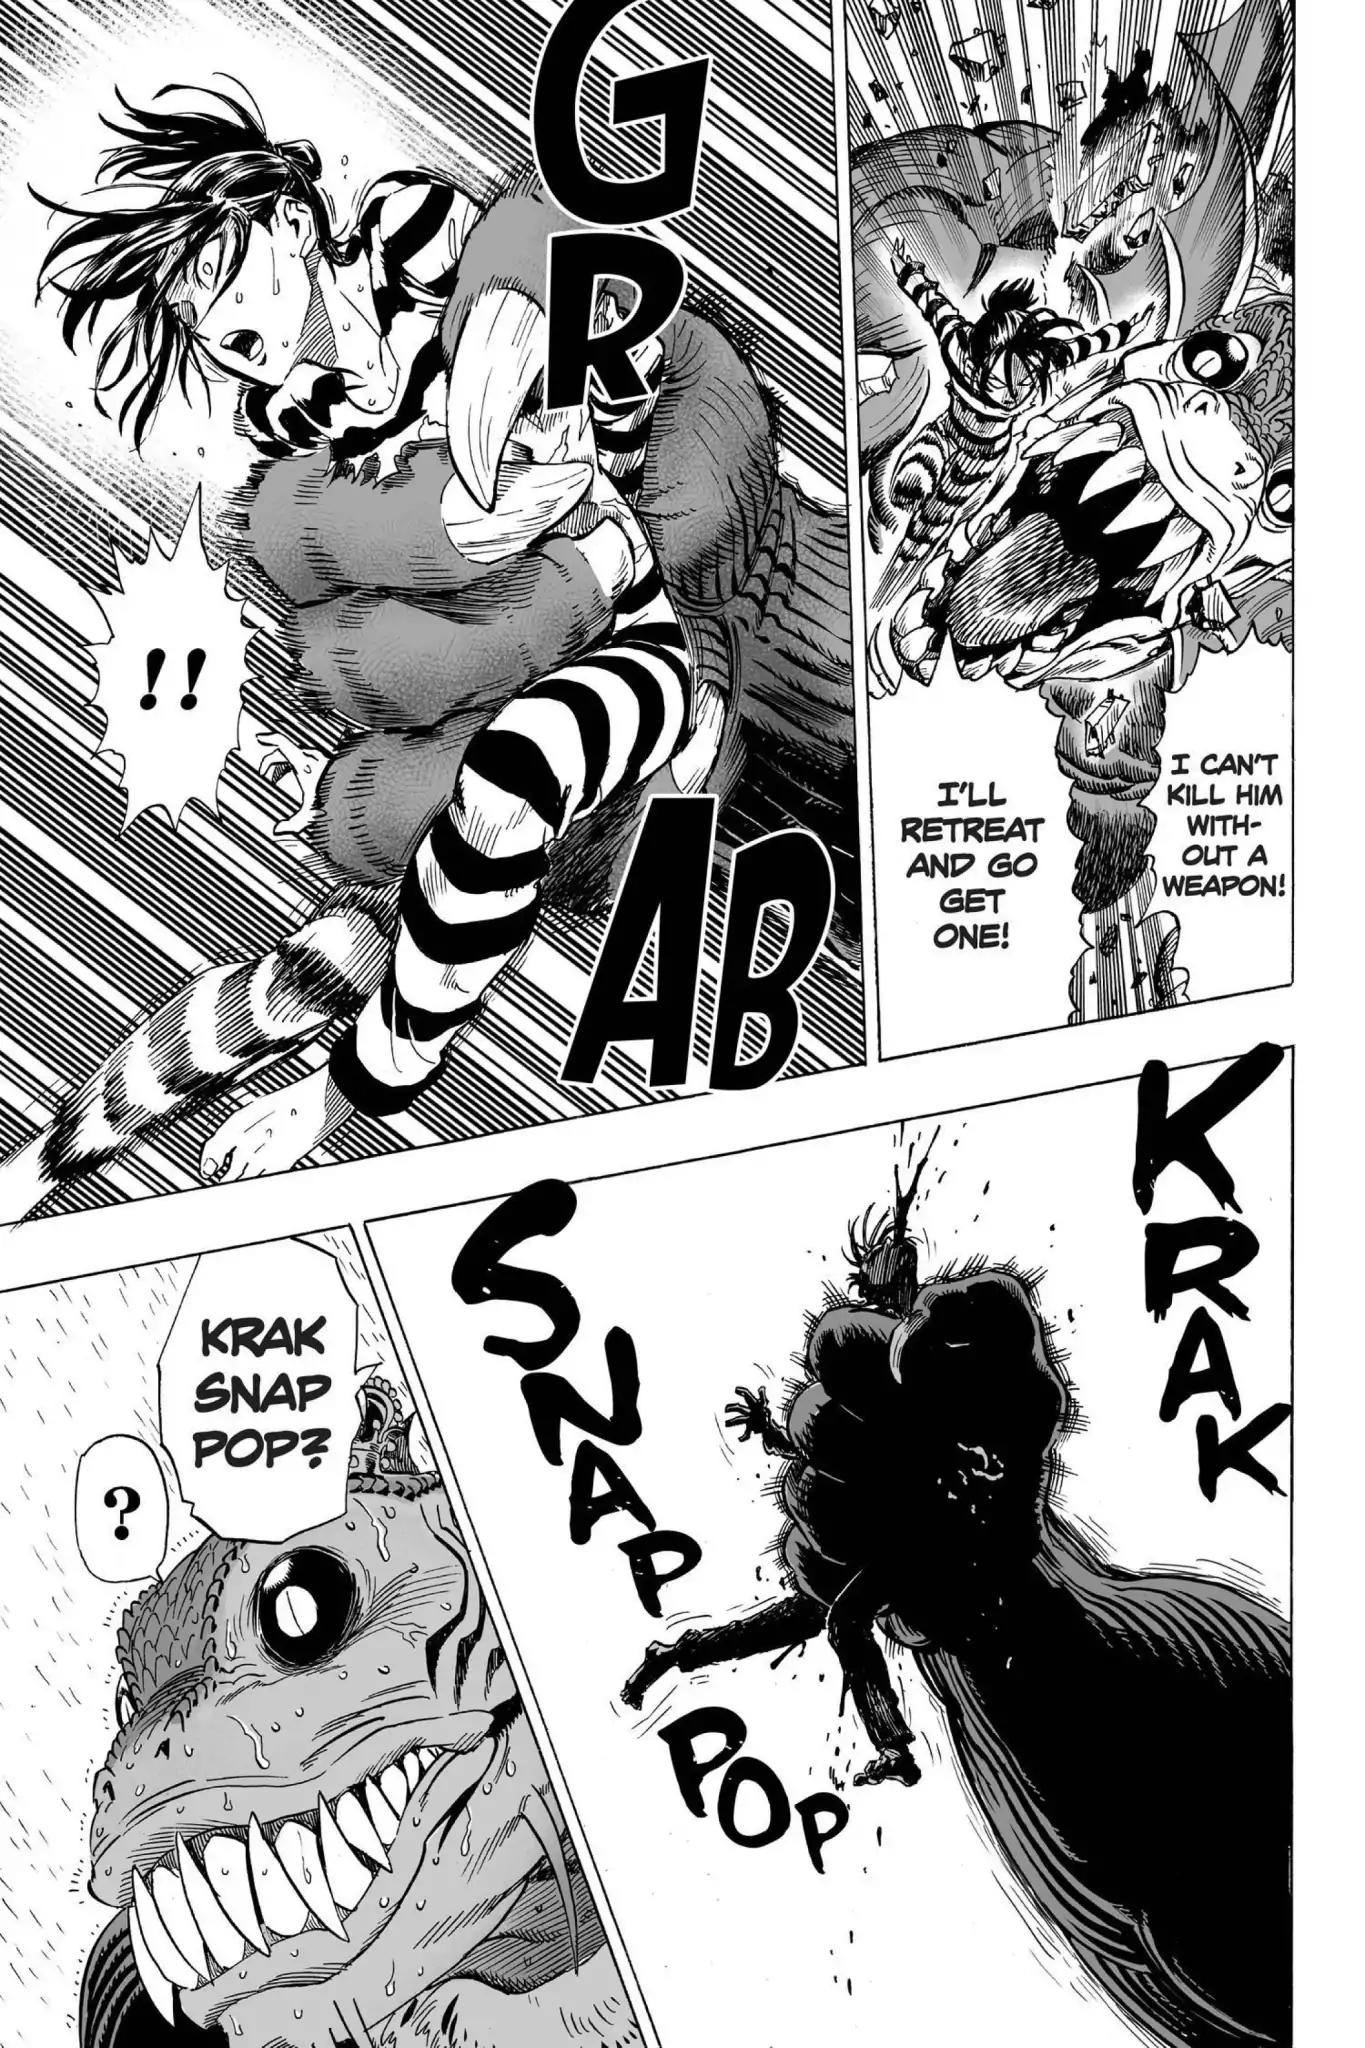 I CAN'T
KILL HIM
WITH-
OUT A
WEAPON!
I'LL
RETREAT
AND GO
GET
ONE!
GR
AB
!!
KRAK
SNAP
POP
KRAK
SNAP
POP?
?